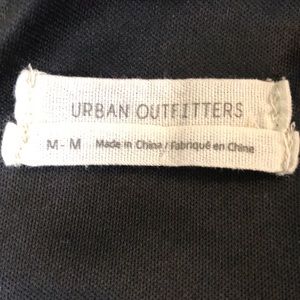 URBAN OUTFITTERS
M-M Made in China / Fabriqué en Chine